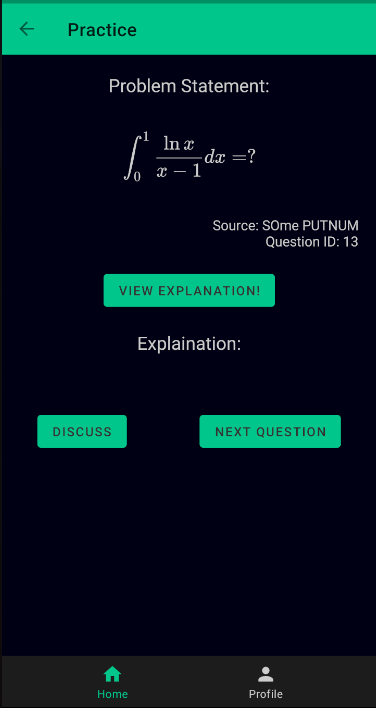 Practice
Problem Statement:
∫₀¹ ln x / (x − 1) dx =?
Source: SOme PUTNUM
Question ID: 13
VIEW EXPLANATION!
Explaination:
DISCUSS
NEXT QUESTION
Home
Profile